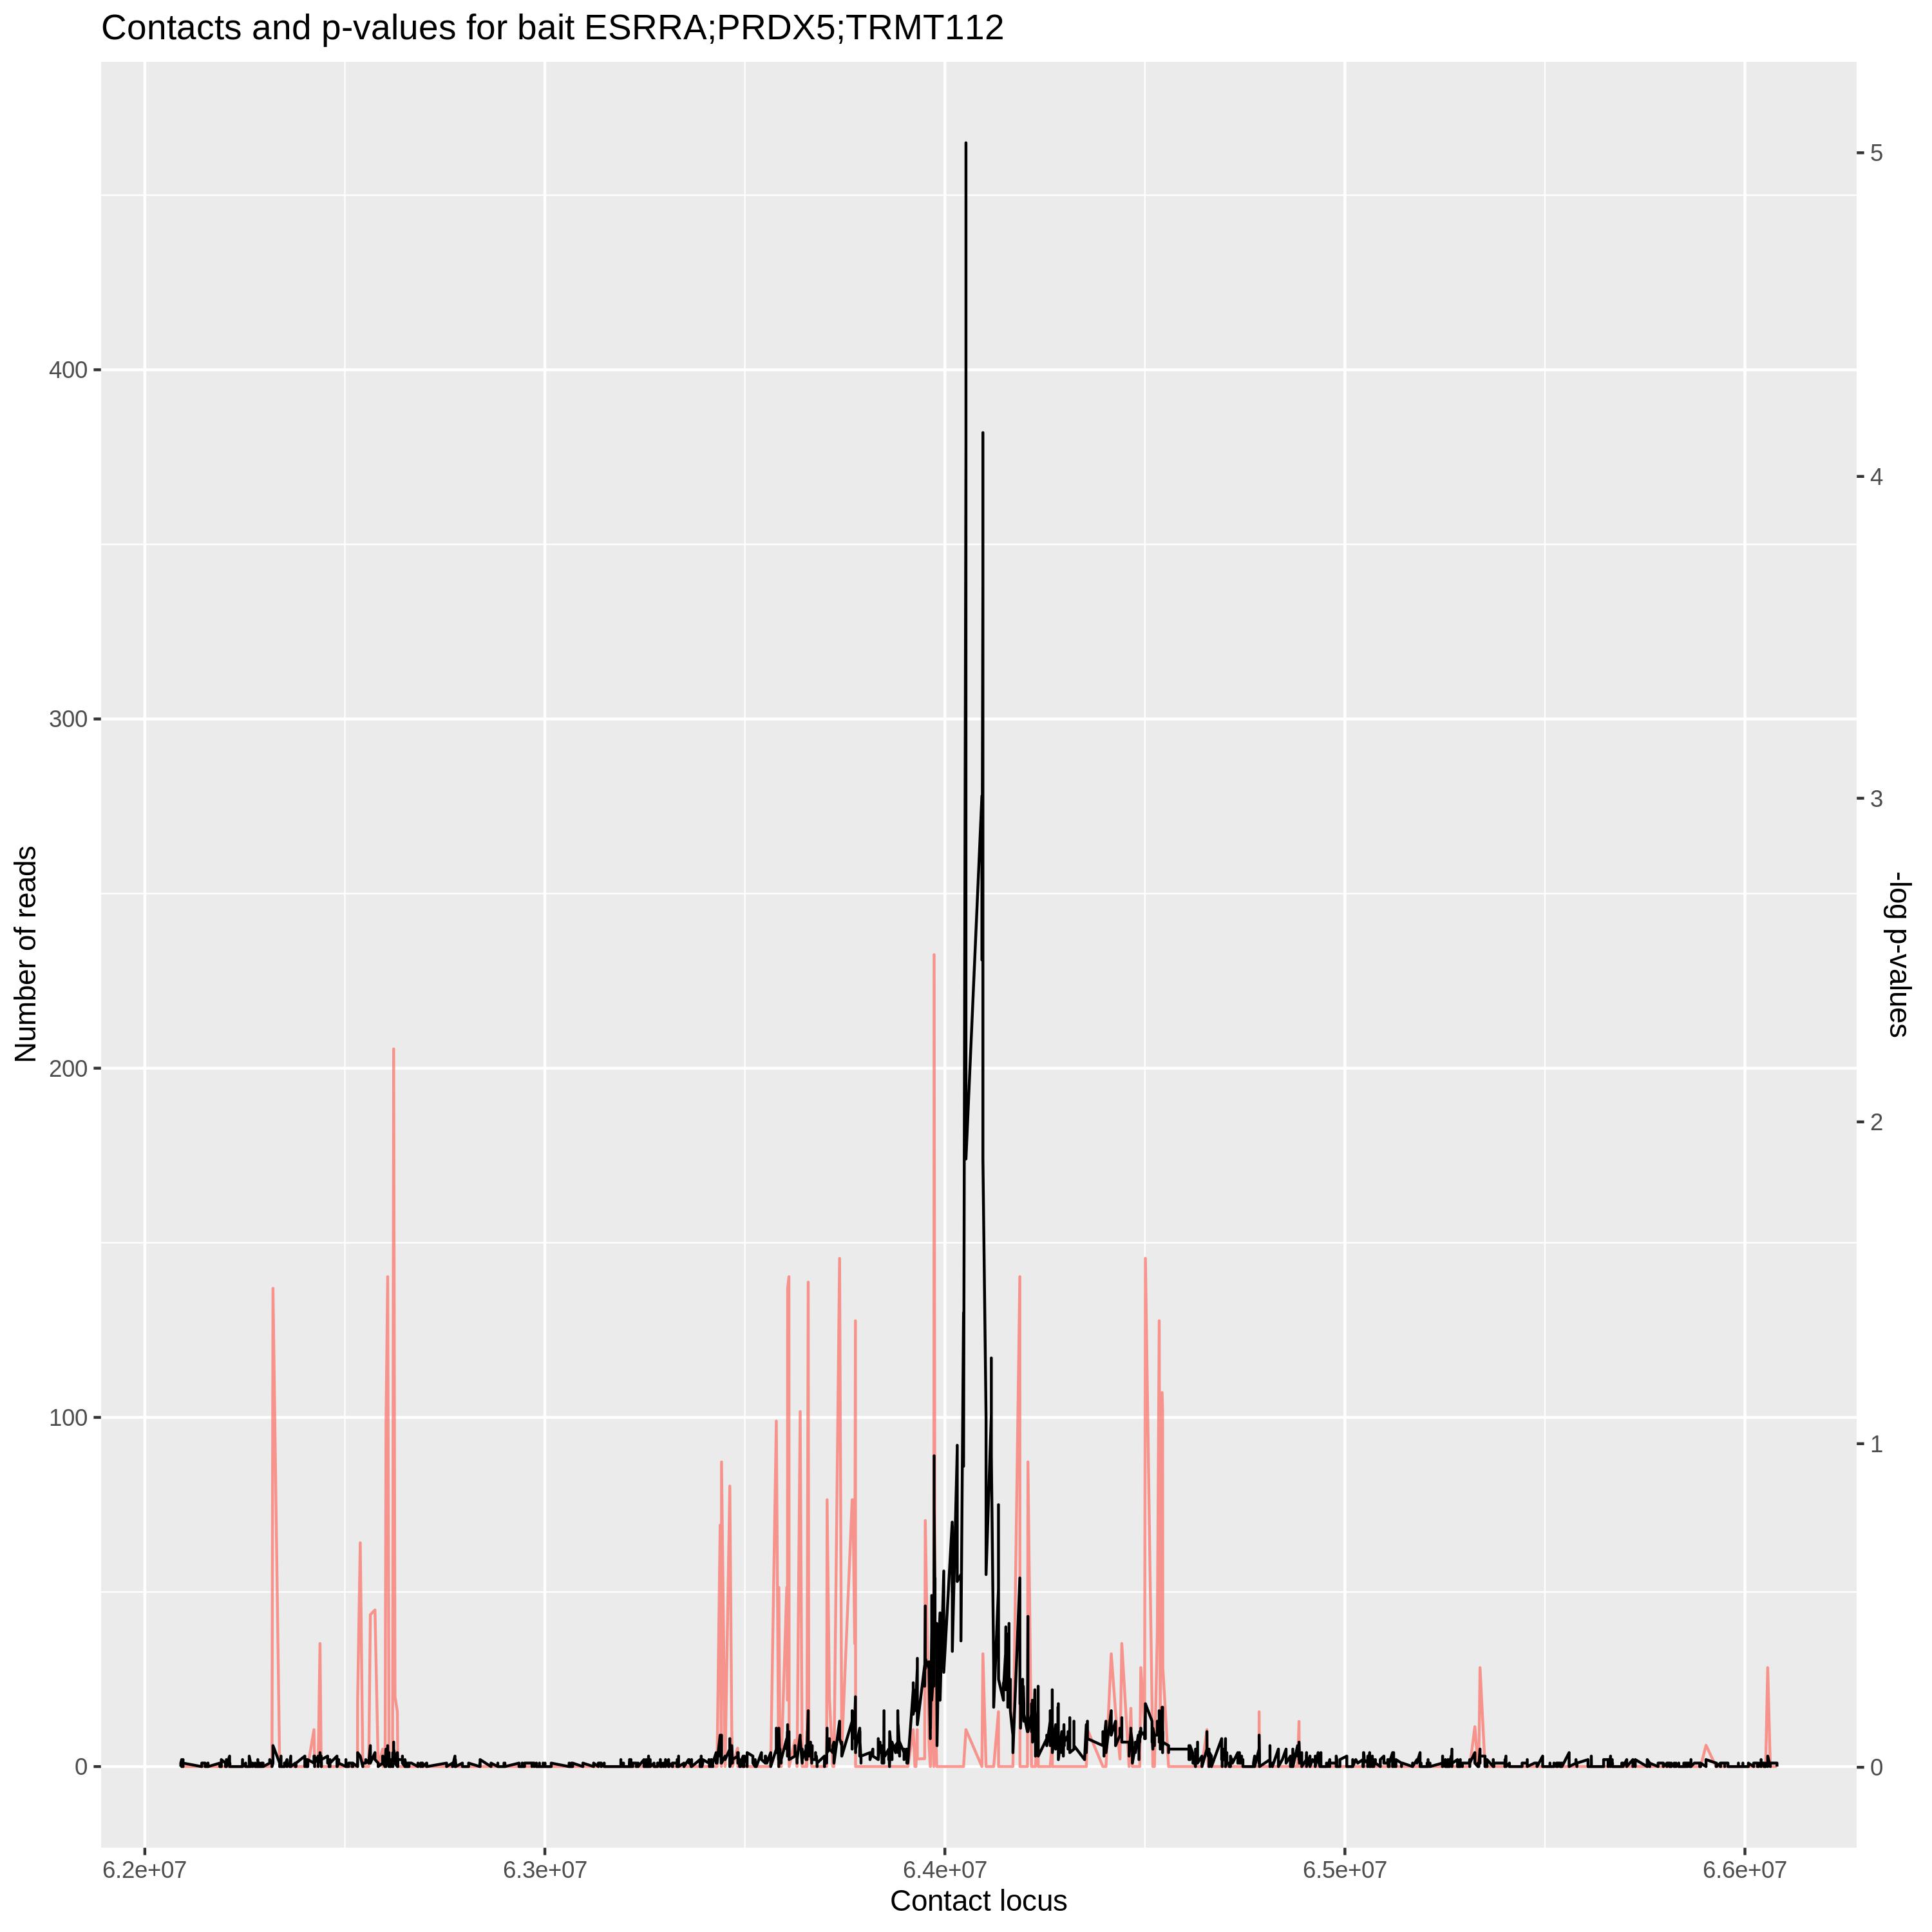 Contacts and p-values for bait ESRRA;PRDX5;TRMT112
Number of reads
400
300
200
100
0
5
4
3
2
1
0
-log p-values
6.2e+07
6.3e+07
6.4e+07
6.5e+07
6.6e+07
Contact locus